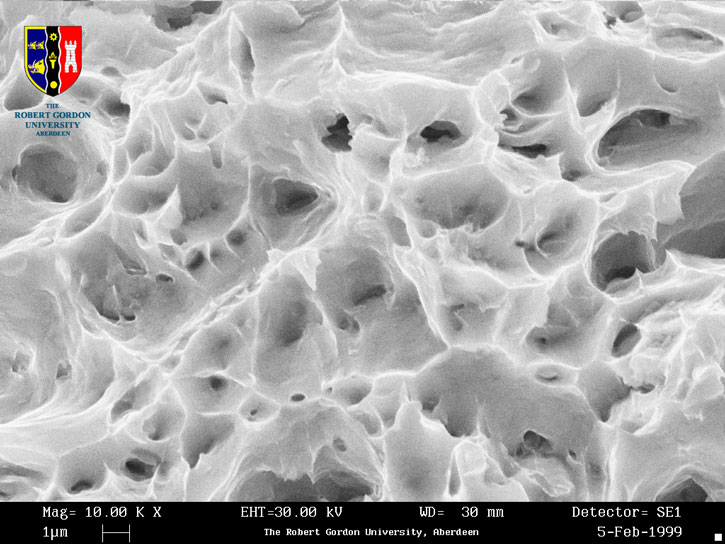 THE
ROBERT GORDON
UNIVERSITY
ABERDEEN
Mag= 10.00 K X EHT=30.00 kV WD= 30 mm Detector= SE1
1µm The Robert Gordon University, Aberdeen 5-Feb-1999